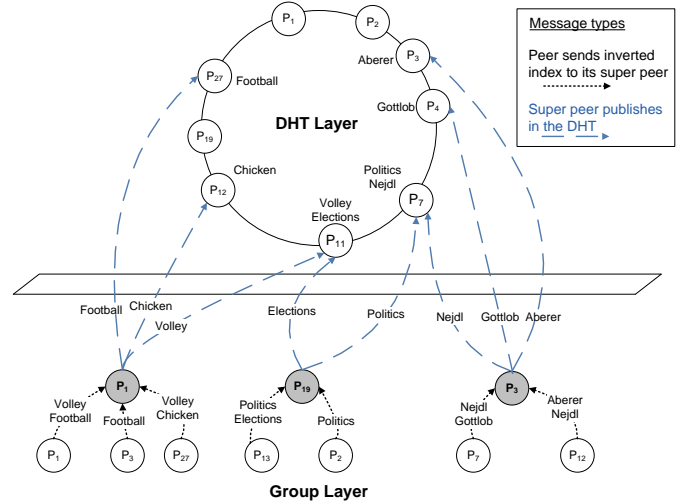 Message types
Peer sends inverted
index to its super peer
Super peer publishes
in the DHT
P1
P2
P3
Aberer
P27
Football
P4
Gottlob
DHT Layer
P19
Chicken
P12
Politics
Nejdl
P7
Volley
Elections
P11
Football
Chicken
Volley
Elections
Politics
Nejdl
Gottlob
Aberer
P1
P19
P3
Volley
Football
Football
Volley
Chicken
Politics
Elections
Politics
Nejdl
Gottlob
Aberer
Nejdl
P1
P3
P27
P13
P2
P7
P12
Group Layer